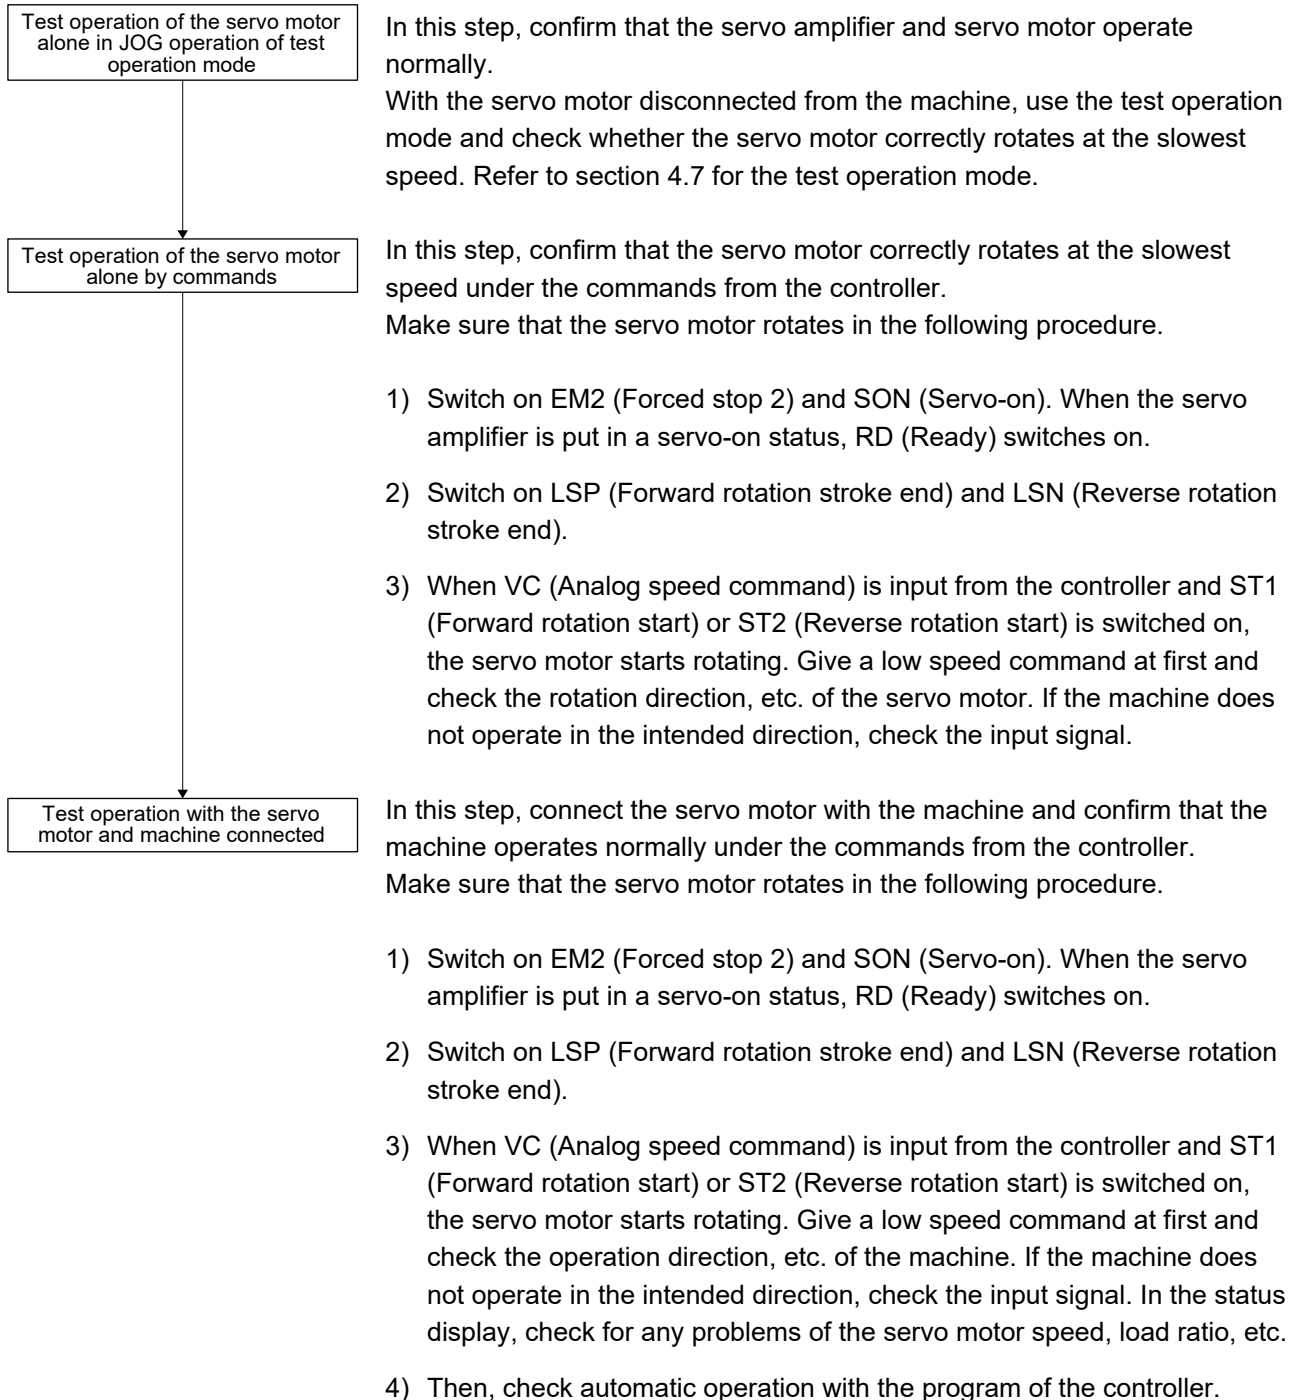 Test operation of the servo motor
alone in JOG operation of test
operation mode
In this step, confirm that the servo amplifier and servo motor operate
normally.
With the servo motor disconnected from the machine, use the test operation
mode and check whether the servo motor correctly rotates at the slowest
speed. Refer to section 4.7 for the test operation mode.
Test operation of the servo motor
alone by commands
In this step, confirm that the servo motor correctly rotates at the slowest
speed under the commands from the controller.
Make sure that the servo motor rotates in the following procedure.
1) Switch on EM2 (Forced stop 2) and SON (Servo-on). When the servo
amplifier is put in a servo-on status, RD (Ready) switches on.
2) Switch on LSP (Forward rotation stroke end) and LSN (Reverse rotation
stroke end).
3) When VC (Analog speed command) is input from the controller and ST1
(Forward rotation start) or ST2 (Reverse rotation start) is switched on,
the servo motor starts rotating. Give a low speed command at first and
check the rotation direction, etc. of the servo motor. If the machine does
not operate in the intended direction, check the input signal.
Test operation with the servo
motor and machine connected
In this step, connect the servo motor with the machine and confirm that the
machine operates normally under the commands from the controller.
Make sure that the servo motor rotates in the following procedure.
1) Switch on EM2 (Forced stop 2) and SON (Servo-on). When the servo
amplifier is put in a servo-on status, RD (Ready) switches on.
2) Switch on LSP (Forward rotation stroke end) and LSN (Reverse rotation
stroke end).
3) When VC (Analog speed command) is input from the controller and ST1
(Forward rotation start) or ST2 (Reverse rotation start) is switched on,
the servo motor starts rotating. Give a low speed command at first and
check the operation direction, etc. of the machine. If the machine does
not operate in the intended direction, check the input signal. In the status
display, check for any problems of the servo motor speed, load ratio, etc.
4) Then, check automatic operation with the program of the controller.